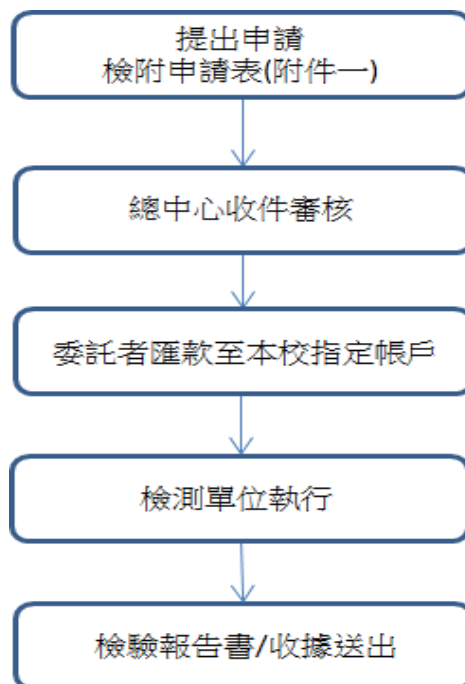 提出申請
檢附申請表(附件一)
總中心收件審核
委託者匯款至本校指定帳戶
檢測單位執行
檢驗報告書/收據送出